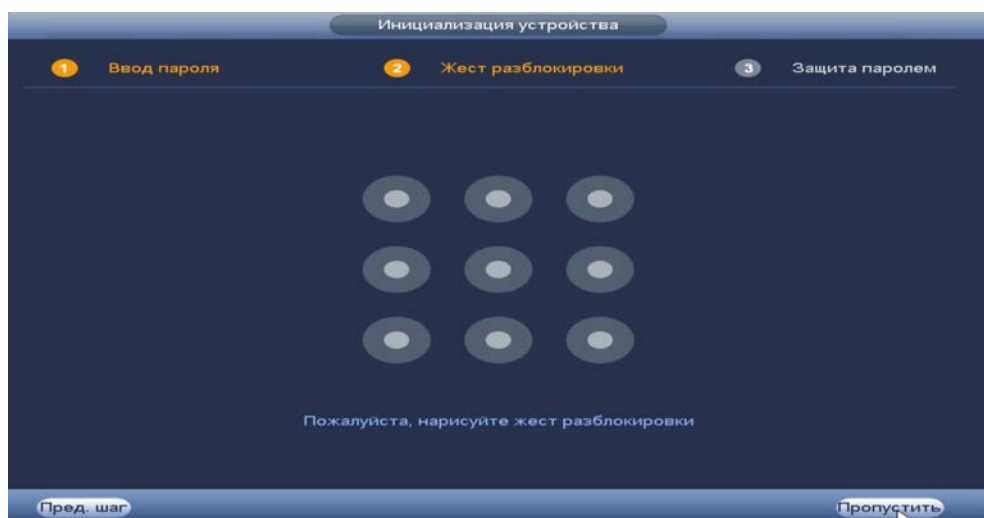 Инициализация устройства
1 Ввод пароля 2 Жест разблокировки 3 Защита паролем
Пожалуйста, нарисуйте жест разблокировки
Пред. шаг Пропустить